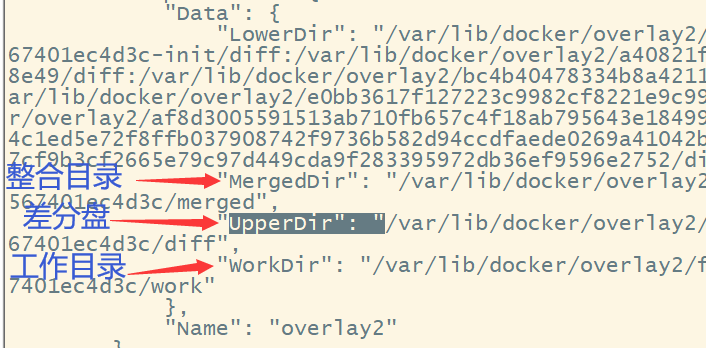 "Data": {
"LowerDir": "/var/lib/docker/overlay2/
67401ec4d3c-init/diff:/var/lib/docker/overlay2/a40821f
8e49/diff:/var/lib/docker/overlay2/bc4b40478334b8a4211
ar/lib/docker/overlay2/e0bb3617f127223c9982cf8221e9c99
r/overlay2/af8d3005591513ab710fb657c4f18ab795643e18499
4c1ed5e72f8ffb037908742f9736b582d94ccdfaede0269a41042b
7cf9b3cf2665e79c97d449cda9f283395972db36ef9596e2752/di
整合目录 "MergedDir": "/var/lib/docker/overlay2
567401ec4d3c/merged",
差分盘 "UpperDir": "/var/lib/docker/overlay2/
67401ec4d3c/diff",
工作目录 "WorkDir": "/var/lib/docker/overlay2/f
7401ec4d3c/work"
},
"Name": "overlay2"
}